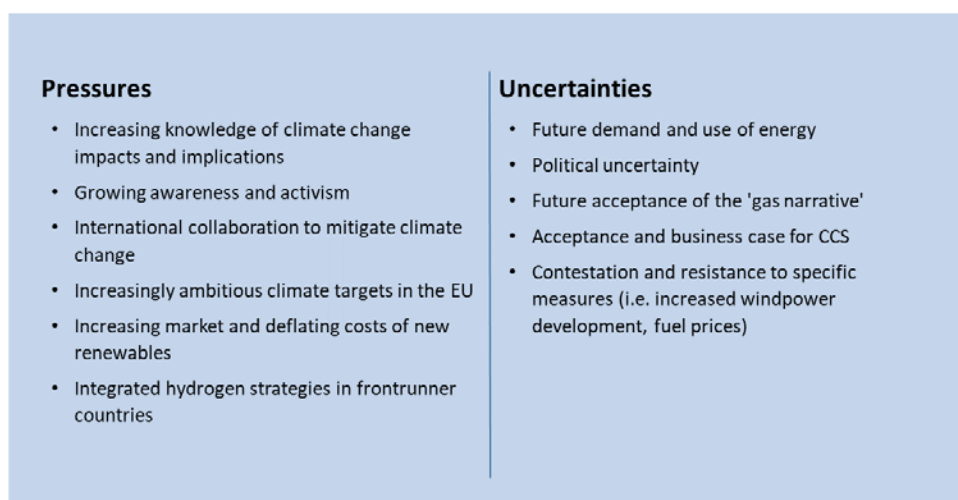 Pressures
• Increasing knowledge of climate change
impacts and implications
• Growing awareness and activism
• International collaboration to mitigate climate
change
• Increasingly ambitious climate targets in the EU
• Increasing market and deflating costs of new
renewables
• Integrated hydrogen strategies in frontrunner
countries
Uncertainties
• Future demand and use of energy
• Political uncertainty
• Future acceptance of the 'gas narrative'
• Acceptance and business case for CCS
• Contestation and resistance to specific
measures (i.e. increased windpower
development, fuel prices)